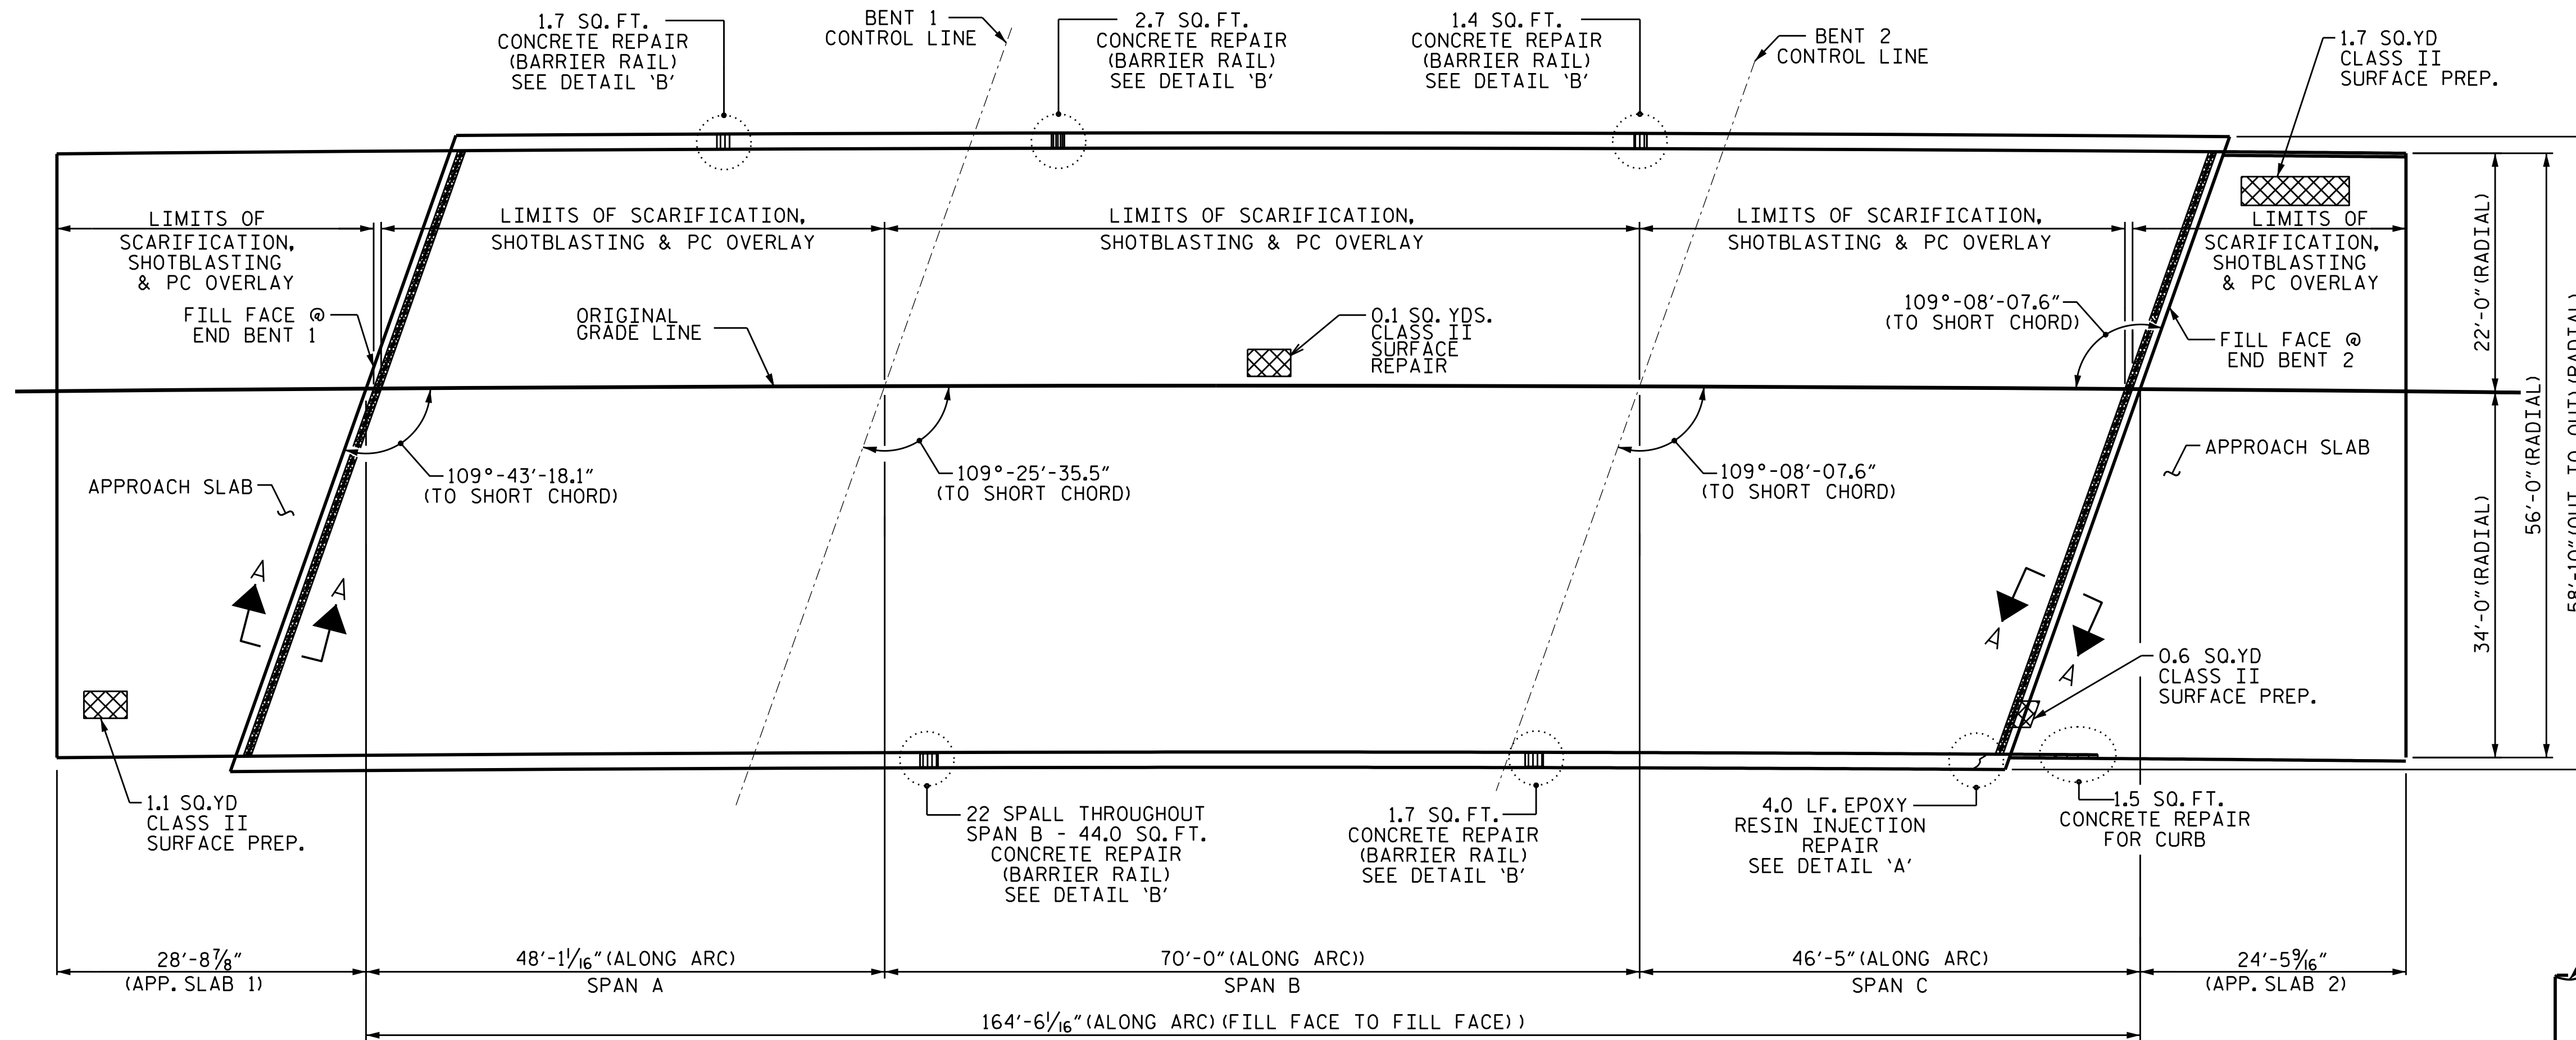 1.7 SQ.FT.
CONCRETE REPAIR
(BARRIER RAIL)
SEE DETAIL ‘B’
BENT 1
CONTROL LINE
2.7 SQ.FT.
CONCRETE REPAIR
(BARRIER RAIL)
SEE DETAIL ‘B’
1.4 SQ.FT.
CONCRETE REPAIR
(BARRIER RAIL)
SEE DETAIL ‘B’
BENT 2
CONTROL LINE
1.7 SQ.YD
CLASS II
SURFACE PREP.
LIMITS OF
SCARIFICATION,
SHOTBLASTING
& PC OVERLAY
LIMITS OF SCARIFICATION,
SHOTBLASTING & PC OVERLAY
LIMITS OF SCARIFICATION,
SHOTBLASTING & PC OVERLAY
LIMITS OF SCARIFICATION,
SHOTBLASTING & PC OVERLAY
LIMITS OF
SCARIFICATION,
SHOTBLASTING
& PC OVERLAY
FILL FACE @
END BENT 1
ORIGINAL
GRADE LINE
0.1 SQ. YDS.
CLASS II
SURFACE
REPAIR
109°-08'-07.6"
(TO SHORT CHORD)
FILL FACE @
END BENT 2
22'-0"(RADIAL)
56'-0"(RADIAL)
58'-10"(OUT TO OUT)(RADIAL)
34'-0"(RADIAL)
APPROACH SLAB
109°-43'-18.1"
(TO SHORT CHORD)
109°-25'-35.5"
(TO SHORT CHORD)
109°-08'-07.6"
(TO SHORT CHORD)
APPROACH SLAB
A
A
A
A
0.6 SQ.YD
CLASS II
SURFACE PREP.
1.1 SQ.YD
CLASS II
SURFACE PREP.
22 SPALL THROUGHOUT
SPAN B - 44.0 SQ.FT.
CONCRETE REPAIR
(BARRIER RAIL)
SEE DETAIL ‘B’
1.7 SQ.FT.
CONCRETE REPAIR
(BARRIER RAIL)
SEE DETAIL ‘B’
4.0 LF. EPOXY
RESIN INJECTION
REPAIR
SEE DETAIL ‘A’
1.5 SQ.FT.
CONCRETE REPAIR
FOR CURB
28'-8⅞"
(APP. SLAB 1)
48'-1 1/16"(ALONG ARC)
SPAN A
70'-0"(ALONG ARC))
SPAN B
46'-5"(ALONG ARC)
SPAN C
24'-5 9/16"
(APP. SLAB 2)
164'-6 1/16"(ALONG ARC)(FILL FACE TO FILL FACE))